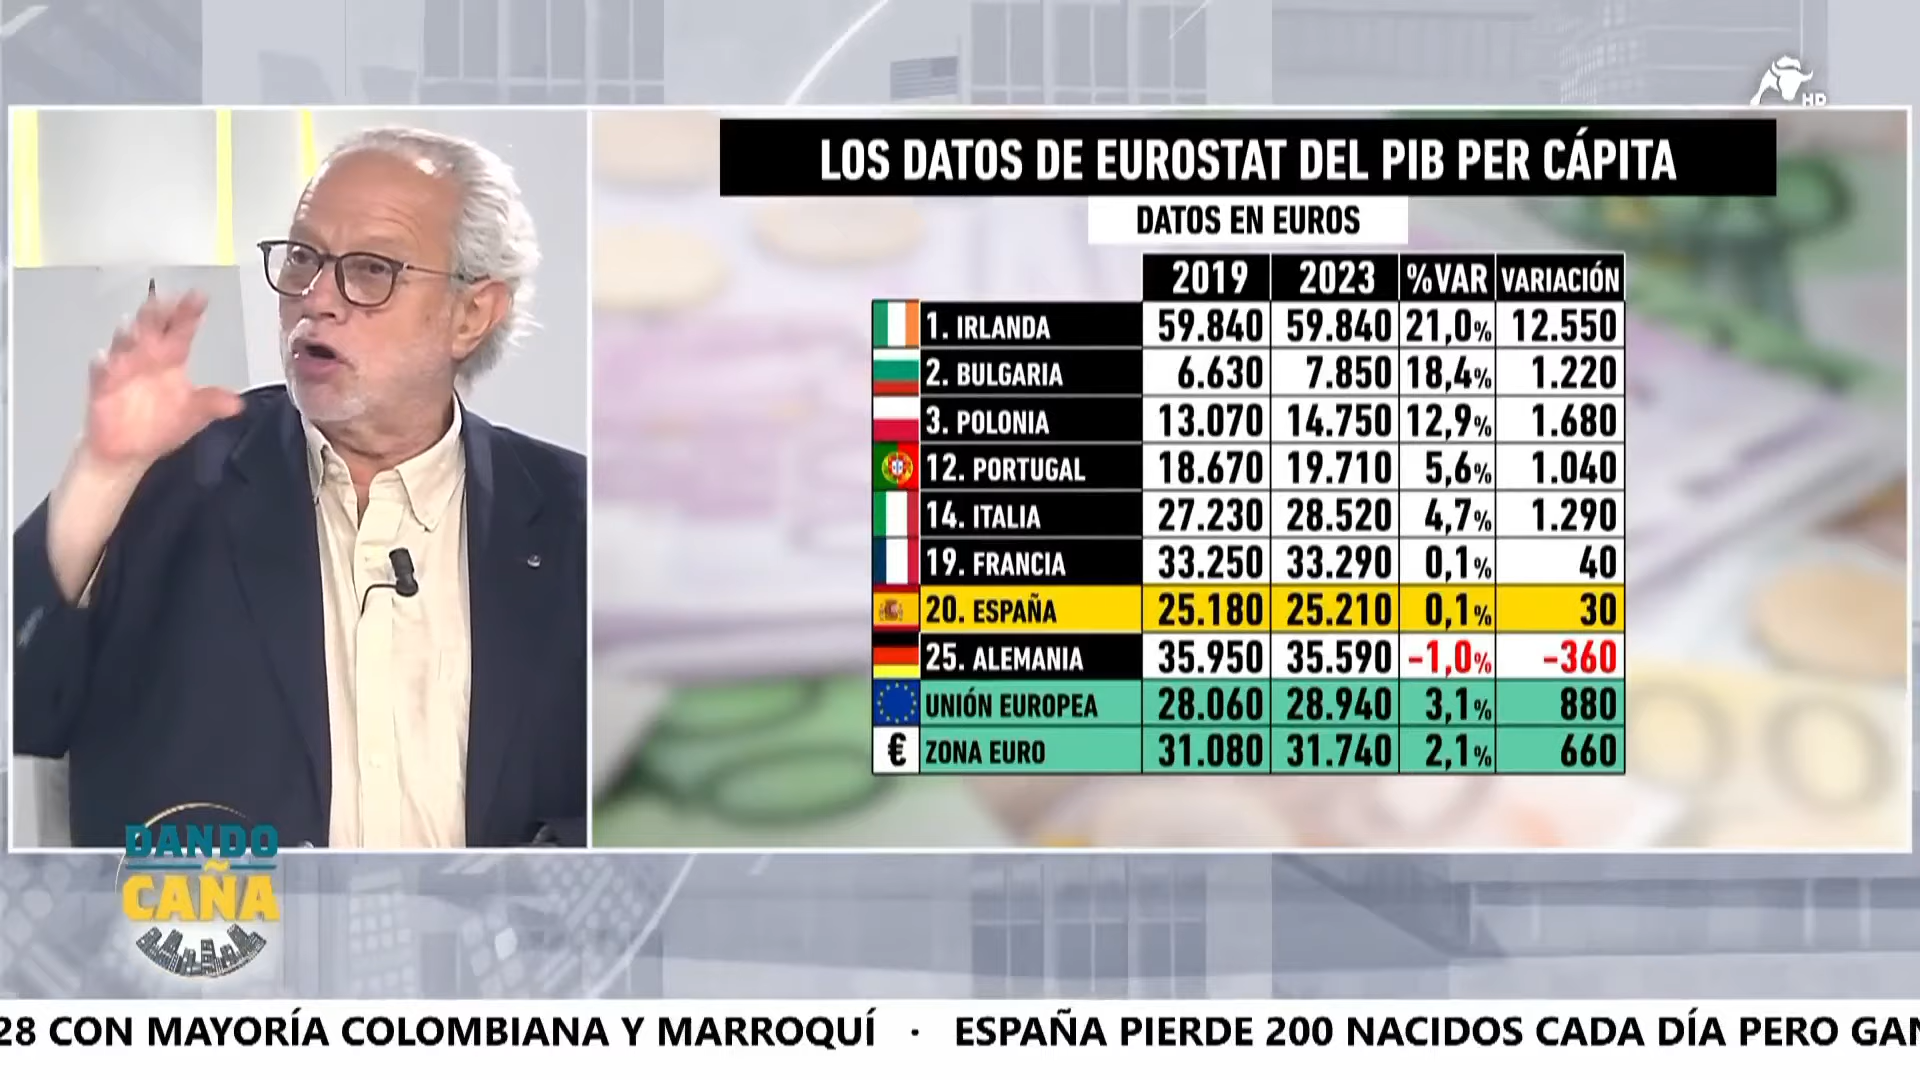 HD
LOS DATOS DE EUROSTAT DEL PIB PER CÁPITA
DATOS EN EUROS
2019 2023 %VAR VARIACIÓN
1. IRLANDA 59.840 59.840 21,0% 12.550
2. BULGARIA 6.630 7.850 18,4% 1.220
3. POLONIA 13.070 14.750 12,9% 1.680
12. PORTUGAL 18.670 19.710 5,6% 1.040
14. ITALIA 27.230 28.520 4,7% 1.290
19. FRANCIA 33.250 33.290 0,1% 40
20. ESPAÑA 25.180 25.210 0,1% 30
25. ALEMANIA 35.950 35.590 -1,0% -360
UNIÓN EUROPEA 28.060 28.940 3,1% 880
€ ZONA EURO 31.080 31.740 2,1% 660
DANDO
CAÑA
28 CON MAYORÍA COLOMBIANA Y MARROQUÍ · ESPAÑA PIERDE 200 NACIDOS CADA DÍA PERO GAN